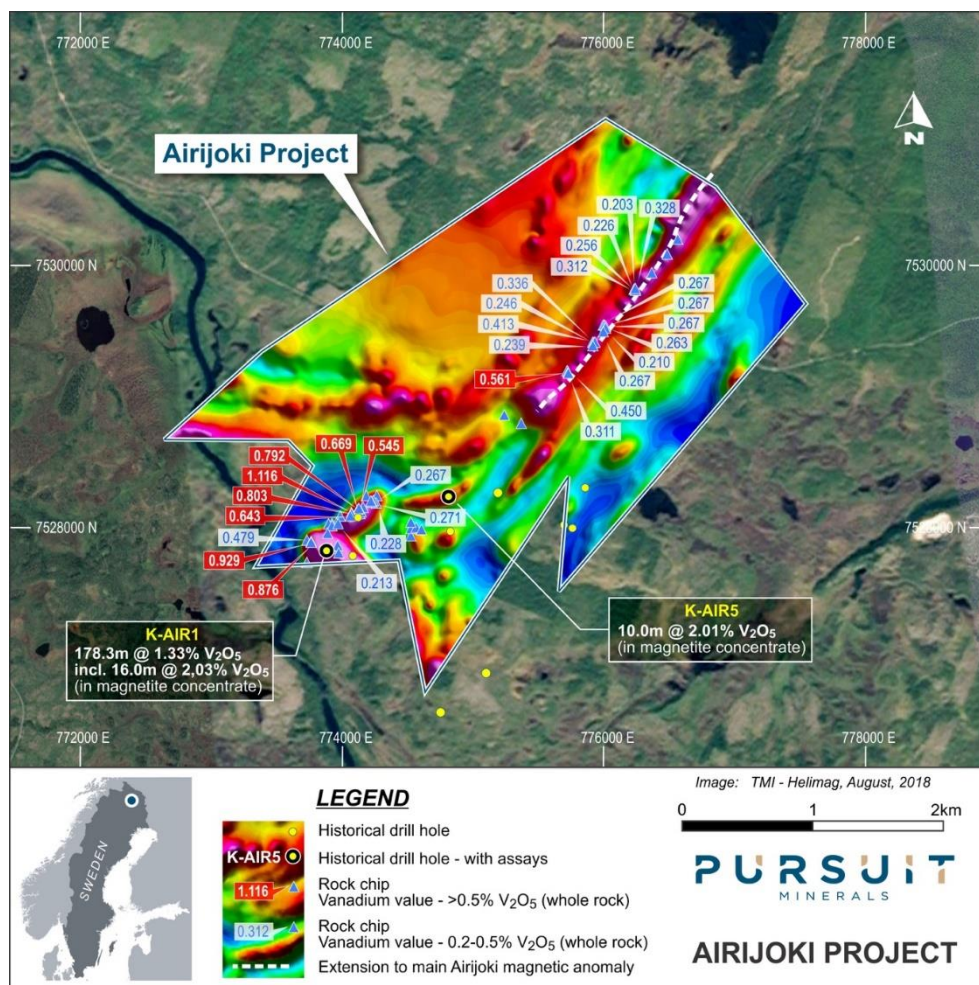 772000 E
774000 E
776000 E
778000 E
Airijoki Project
N
7530000 N
7530000 N
0.203
0.328
0.226
0.256
0.312
0.336
0.246
0.413
0.239
0.267
0.267
0.267
0.263
0.210
0.267
0.561
0.450
0.311
0.669
0.545
0.792
0.267
1.116
0.803
0.643
0.271
0.479
0.228
0.929
0.213
0.876
7528000 N
7528000 N
K-AIR1
178.3m @ 1.33% V₂O₅
incl. 16.0m @ 2,03% V₂O₅
(in magnetite concentrate)
K-AIR5
10.0m @ 2.01% V₂O₅
(in magnetite concentrate)
772000 E
774000 E
776000 E
778000 E
SWEDEN
LEGEND
Historical drill hole
K-AIR5
Historical drill hole - with assays
1.116
Rock chip
Vanadium value - >0.5% V₂O₅ (whole rock)
0.312
Rock chip
Vanadium value - 0.2-0.5% V₂O₅ (whole rock)
Extension to main Airijoki magnetic anomaly
Image: TMI - Helimag, August, 2018
0
1
2km
PURSUIT
MINERALS
AIRIJOKI PROJECT